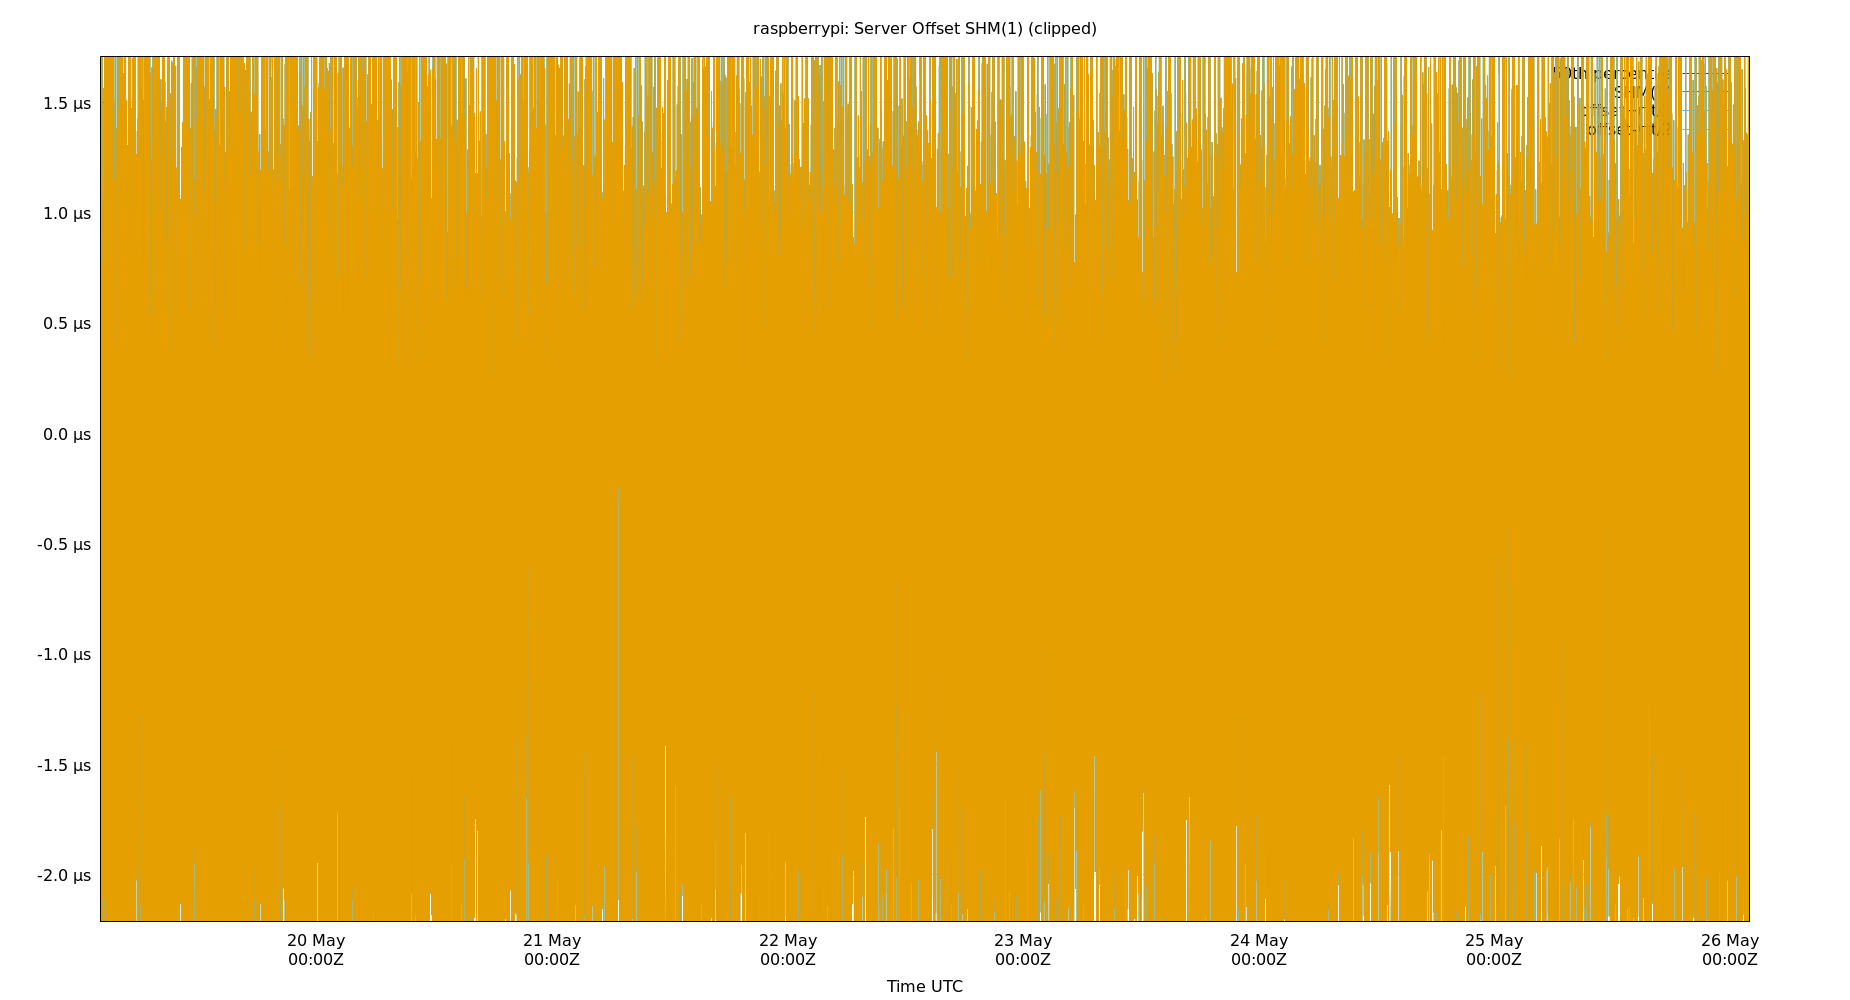 raspberrypi: Server Offset SHM(1) (clipped)
1.5 µs
1.0 µs
0.5 µs
0.0 µs
-0.5 µs
-1.0 µs
-1.5 µs
-2.0 µs
20 May
00:00Z
21 May
00:00Z
22 May
00:00Z
23 May
00:00Z
24 May
00:00Z
25 May
00:00Z
26 May
00:00Z
Time UTC